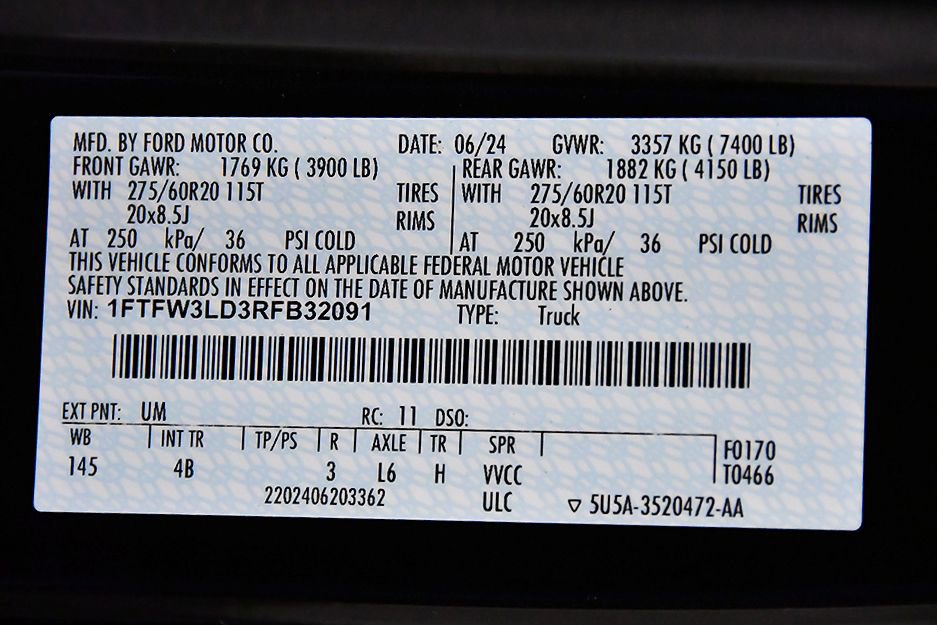 MFD. BY FORD MOTOR CO. DATE: 06/24 GVWR: 3357 KG ( 7400 LB)
FRONT GAWR: 1769 KG ( 3900 LB) REAR GAWR: 1882 KG ( 4150 LB)
WITH 275/60R20 115T TIRES WITH 275/60R20 115T TIRES
20x8.5J RIMS 20x8.5J RIMS
AT 250 kPa/ 36 PSI COLD AT 250 kPa/ 36 PSI COLD
THIS VEHICLE CONFORMS TO ALL APPLICABLE FEDERAL MOTOR VEHICLE
SAFETY STANDARDS IN EFFECT ON THE DATE OF MANUFACTURE SHOWN ABOVE.
VIN: 1FTFW3LD3RFB32091 TYPE: Truck
EXT PNT: UM RC: 11 DSO:
WB INT TR TP/PS R AXLE TR SPR F0170
145 4B 3 L6 H VVCC T0466
2202406203362 ULC ▽ 5U5A-3520472-AA